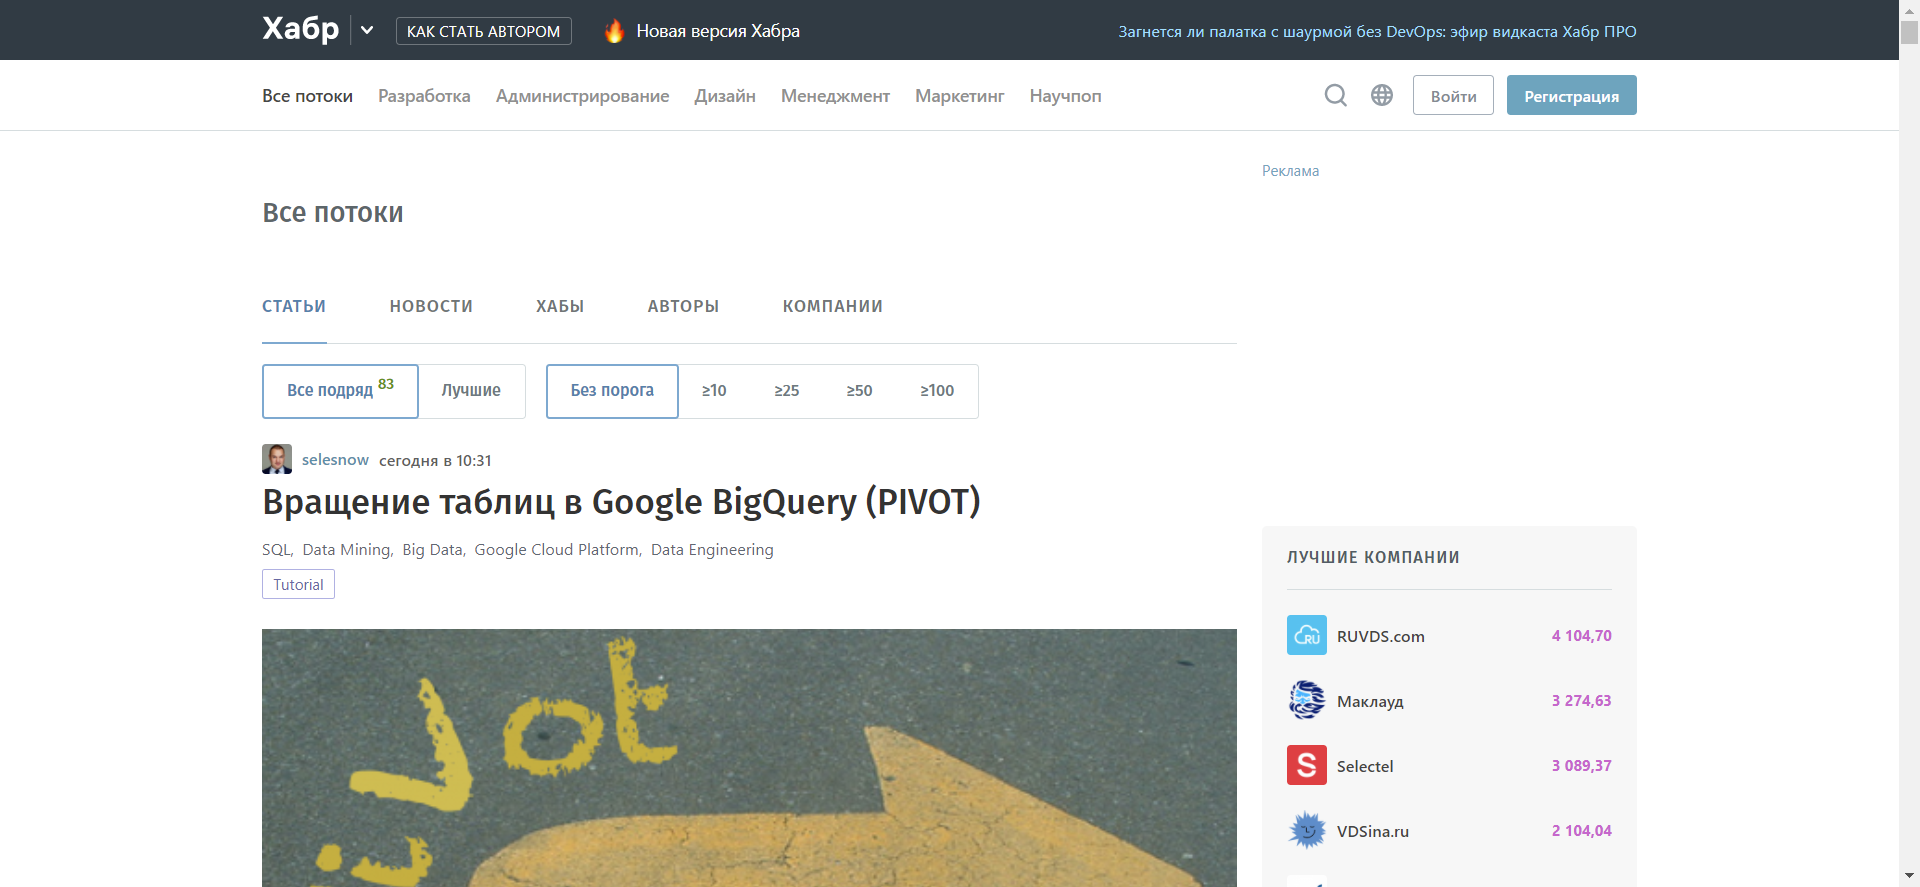 Хабр
КАК СТАТЬ АВТОРОМ
Новая версия Хабра
Загнется ли палатка с шаурмой без DevOps: эфир видкаста Хабр ПРО
Все потоки Разработка Администрирование Дизайн Менеджмент Маркетинг Научпоп
Войти
Регистрация
Реклама
Все потоки
СТАТЬИ НОВОСТИ ХАБЫ АВТОРЫ КОМПАНИИ
Все подряд 83 Лучшие
Без порога ≥10 ≥25 ≥50 ≥100
selesnow сегодня в 10:31
Вращение таблиц в Google BigQuery (PIVOT)
SQL, Data Mining, Big Data, Google Cloud Platform, Data Engineering
Tutorial
ЛУЧШИЕ КОМПАНИИ
RU RUVDS.com 4 104,70
Маклауд 3 274,63
S Selectel 3 089,37
VDSina.ru 2 104,04